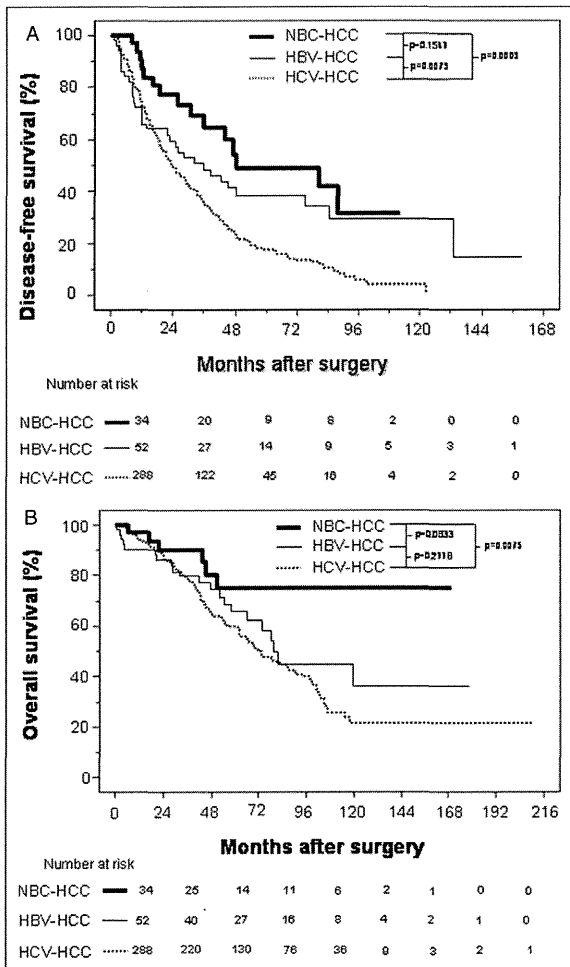 A
100
80
60
40
20
0
Disease-free survival (%)
NBC-HCC
HBV-HCC
HCV-HCC
p=0.0073
p=0.0003
0 24 48 72 96 120 144 168
Months after surgery
Number at risk
NBC-HCC 34 20 9 8 2 0 0
HBV-HCC 52 27 14 9 5 3 1
HCV-HCC 288 122 45 16 4 2 0
B
100
80
60
40
20
0
Overall survival (%)
NBC-HCC
HBV-HCC
HCV-HCC
p=0.0833
p=0.2118
p=0.0075
0 24 48 72 96 120 144 168 192 216
Months after surgery
Number at risk
NBC-HCC 34 25 14 11 6 2 1 0 0
HBV-HCC 52 40 27 16 8 4 2 1 0
HCV-HCC 288 220 130 76 36 9 3 2 1